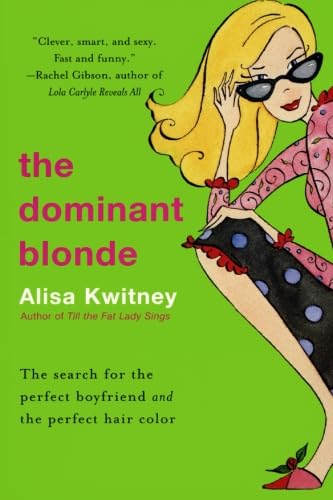 "Clever, smart, and sexy.
Fast and funny."
—Rachel Gibson, author of
Lola Carlyle Reveals All
the
dominant
blonde
Alisa Kwitney
Author of Till the Fat Lady Sings
The search for the
perfect boyfriend and
the perfect hair color